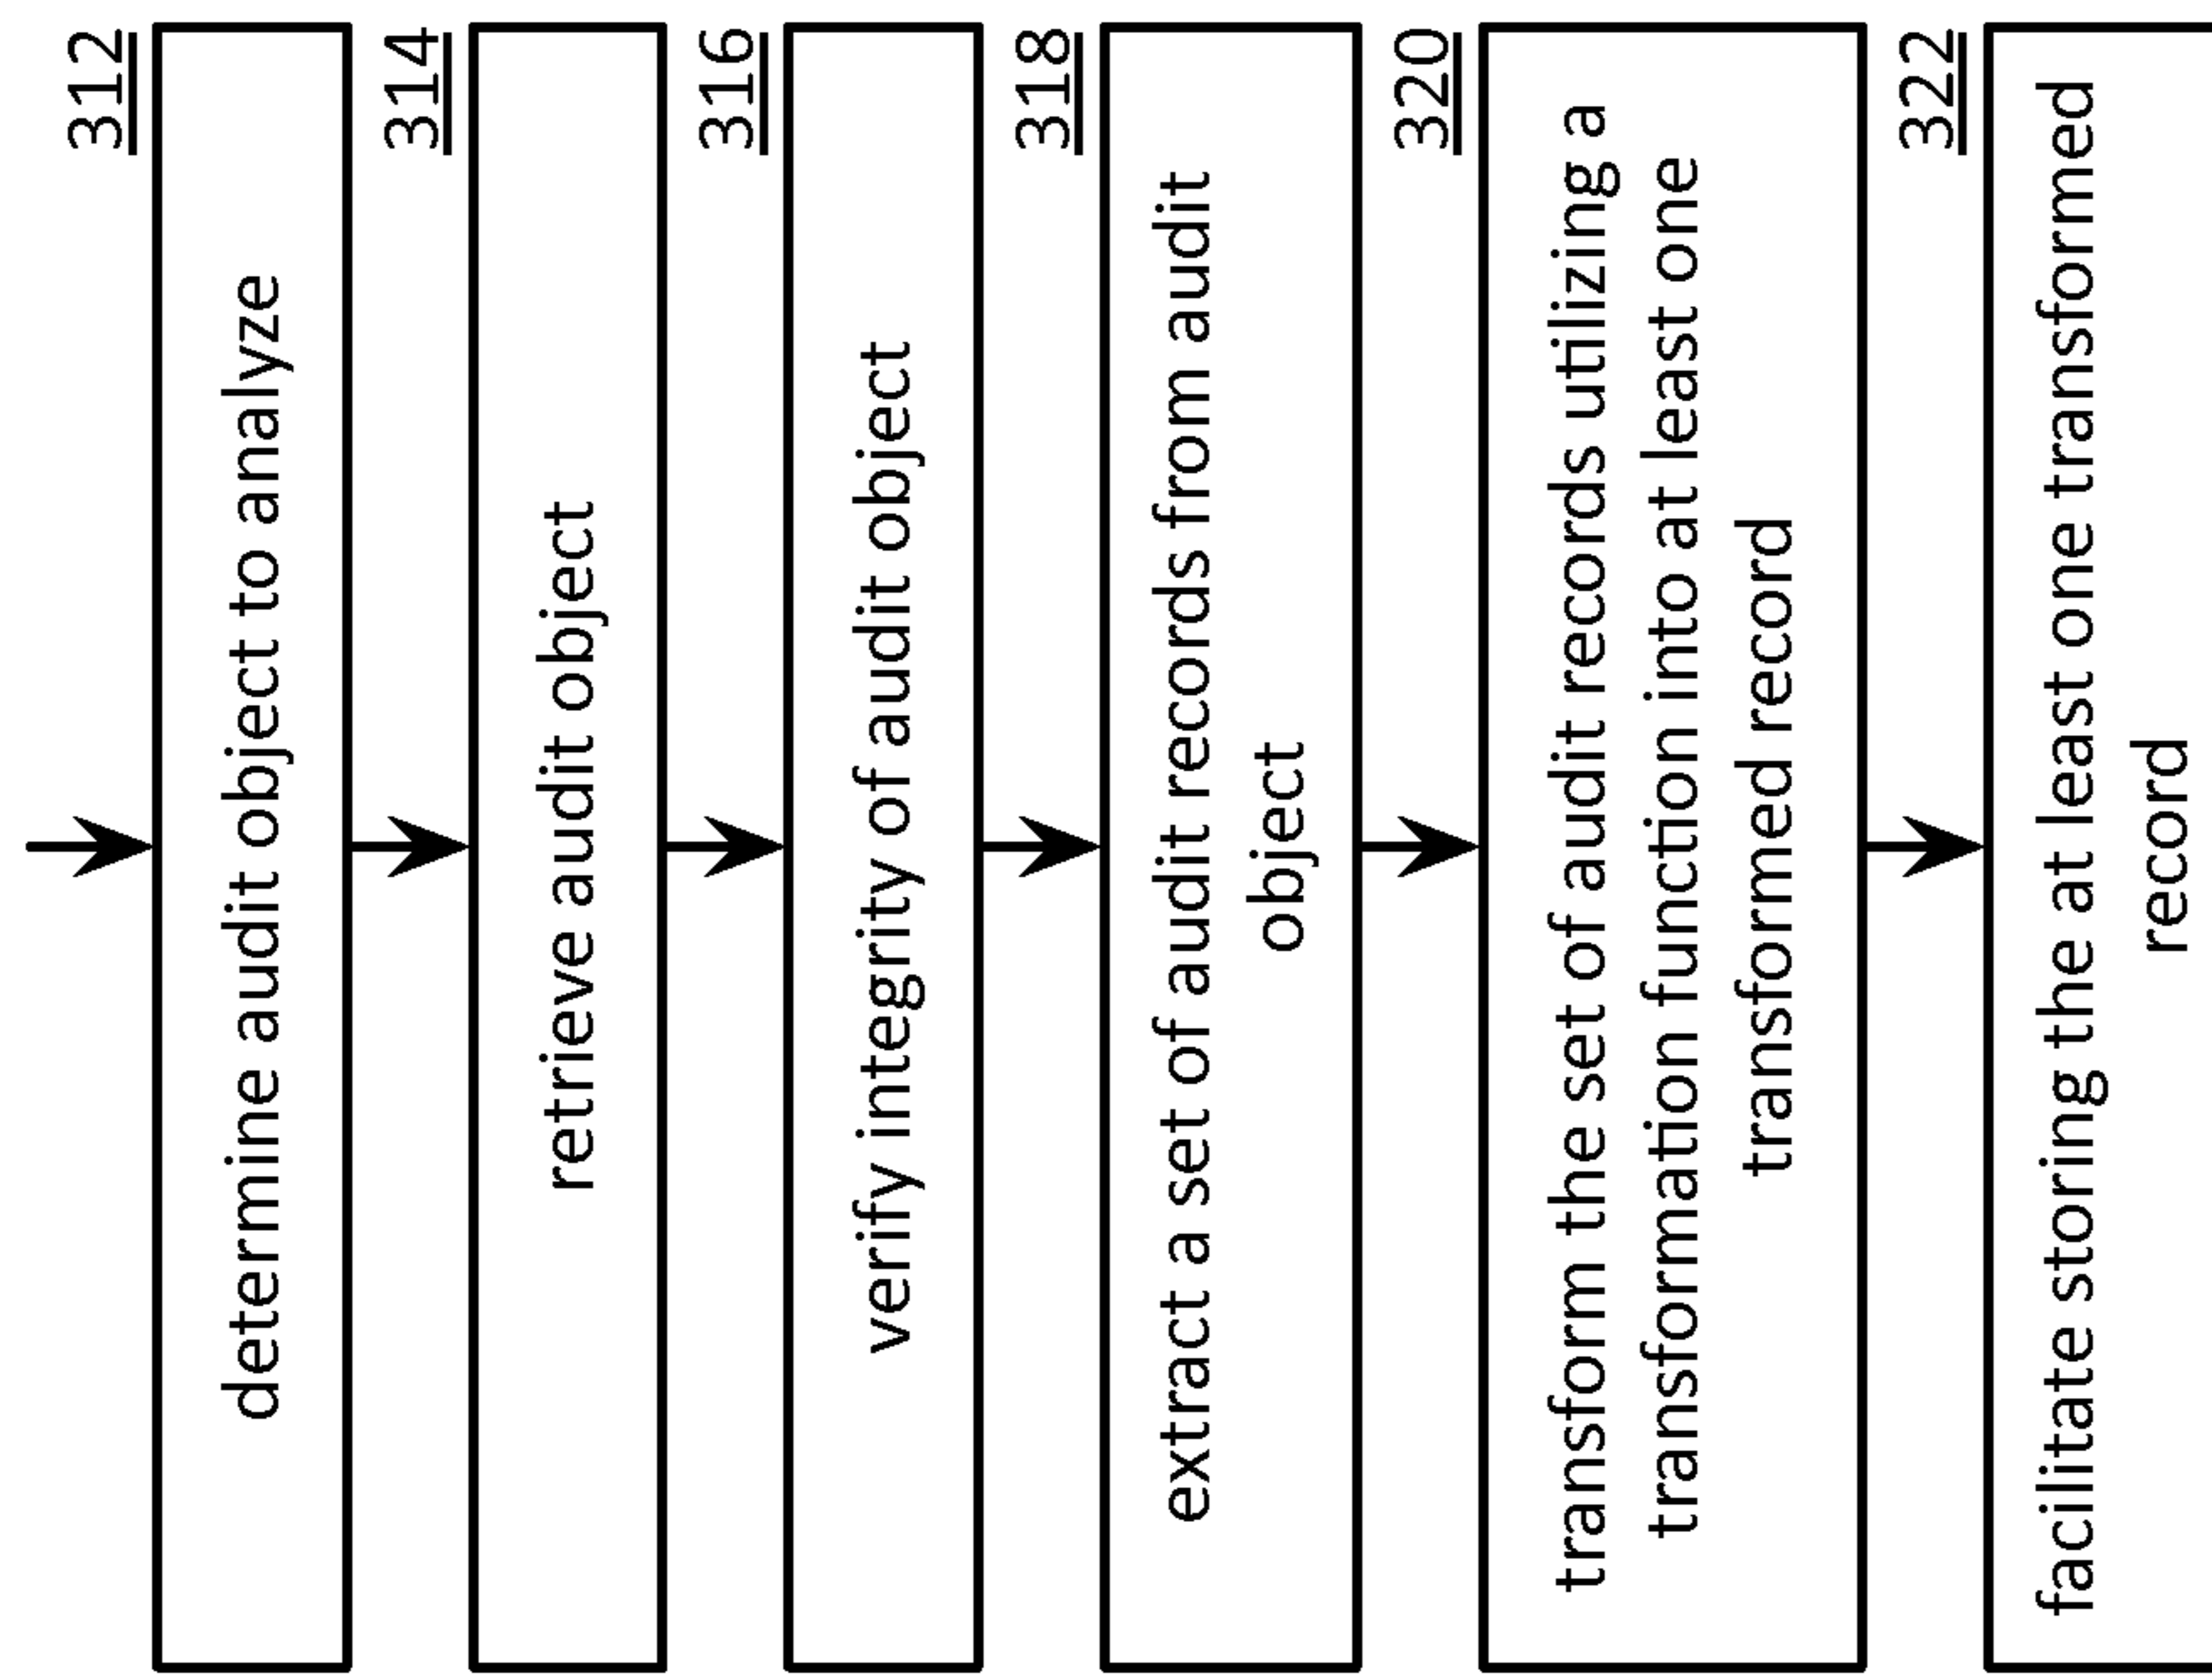 312
determine audit object to analyze
314
retrieve audit object
316
verify integrity of audit object
318
extract a set of audit records from audit
object
320
transform the set of audit records utilizing a
transformation function into at least one
transformed record
322
facilitate storing the at least one transformed
record